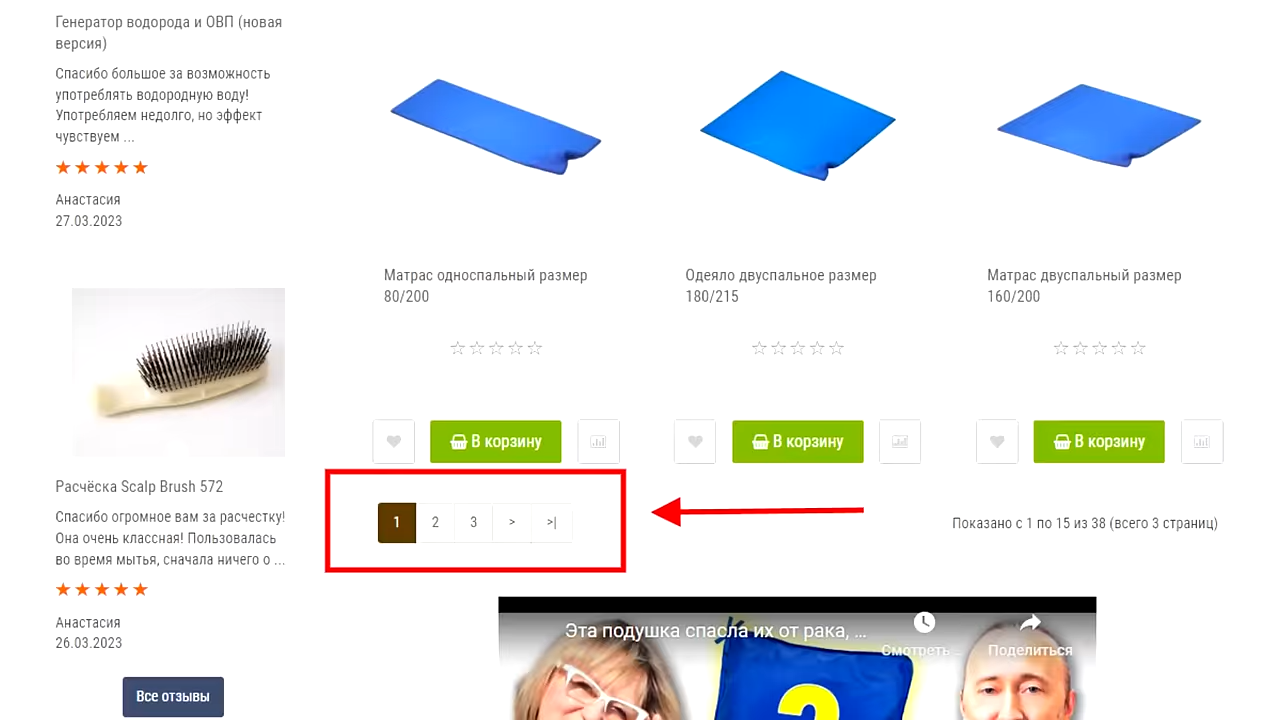 Генератор водорода и ОВП (новая
версия)
Спасибо большое за возможность
употреблять водородную воду!
Употребляем недолго, но эффект
чувствуем ...
Анастасия
27.03.2023
Расчёска Scalp Brush 572
Спасибо огромное вам за расчестку!
Она очень классная! Пользовалась
во время мытья, сначала ничего о ...
Анастасия
26.03.2023
Все отзывы
Матрас односпальный размер
80/200
Одеяло двуспальное размер
180/215
Матрас двуспальный размер
160/200
В корзину
В корзину
В корзину
1 2 3 > >|
Показано с 1 по 15 из 38 (всего 3 страниц)
Эта подушка спасла их от рака, ...
Смотреть ...
Поделиться
?